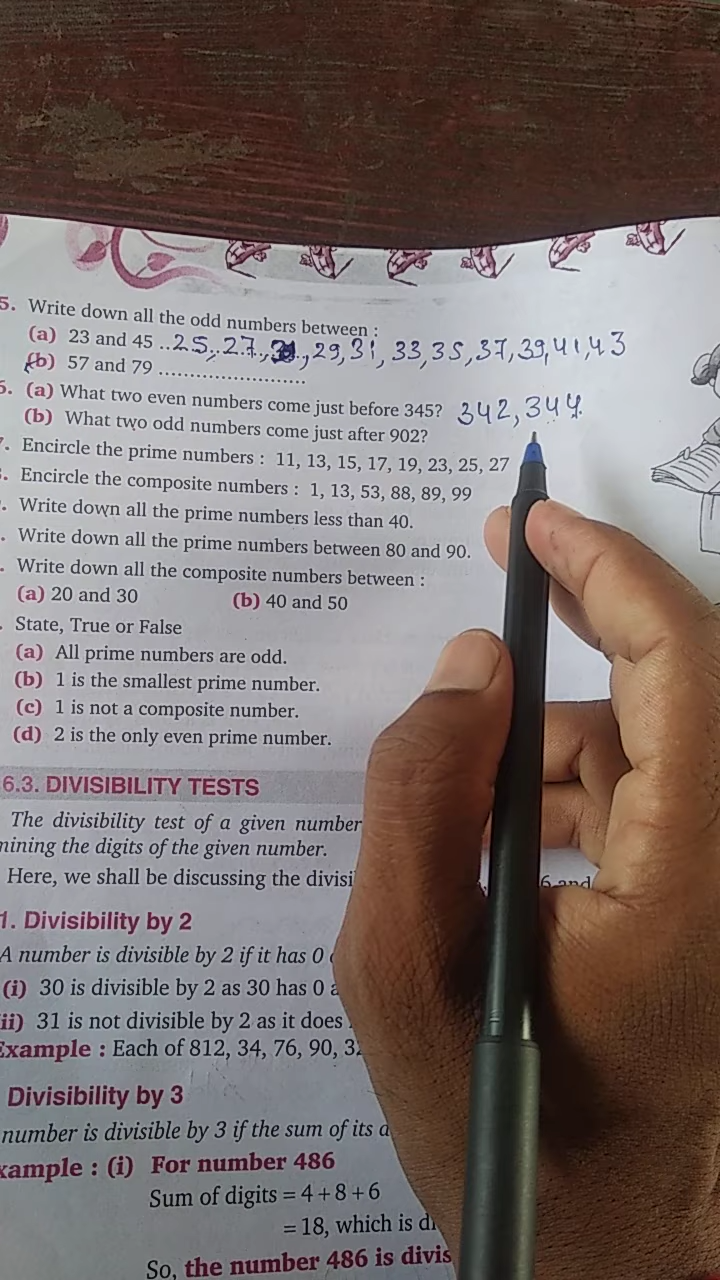 5. Write down all the odd numbers between :
(a) 23 and 45 ..25, 27, 29, 31, 33, 35, 37, 39, 41, 43
(b) 57 and 79 ........................
6. (a) What two even numbers come just before 345? 342, 344
(b) What two odd numbers come just after 902?
. Encircle the prime numbers : 11, 13, 15, 17, 19, 23, 25, 27
. Encircle the composite numbers : 1, 13, 53, 88, 89, 99
. Write down all the prime numbers less than 40.
. Write down all the prime numbers between 80 and 90.
. Write down all the composite numbers between :
(a) 20 and 30 (b) 40 and 50
. State, True or False
(a) All prime numbers are odd.
(b) 1 is the smallest prime number.
(c) 1 is not a composite number.
(d) 2 is the only even prime number.
6.3. DIVISIBILITY TESTS
The divisibility test of a given number
mining the digits of the given number.
Here, we shall be discussing the divisi 6 and
1. Divisibility by 2
A number is divisible by 2 if it has 0
(i) 30 is divisible by 2 as 30 has 0 a
ii) 31 is not divisible by 2 as it does
Example : Each of 812, 34, 76, 90, 3
Divisibility by 3
number is divisible by 3 if the sum of its
xample : (i) For number 486
Sum of digits = 4 + 8 + 6
= 18, which is di
So, the number 486 is divis